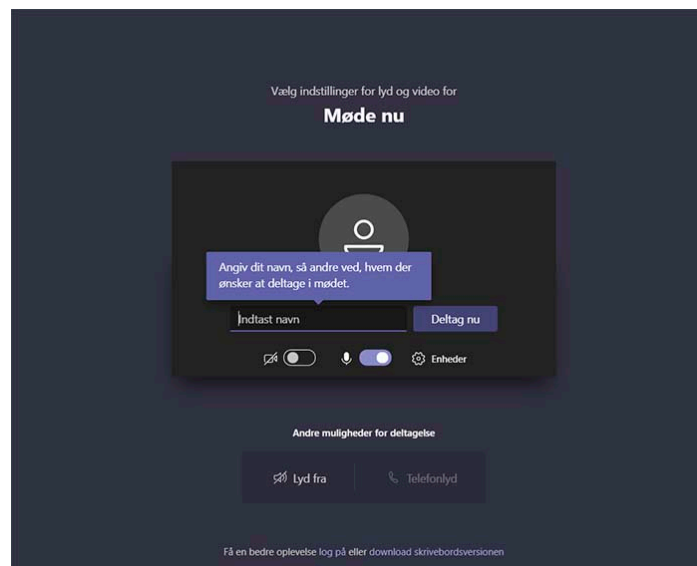 Vælg indstillinger for lyd og video for
Møde nu
Angiv dit navn, så andre ved, hvem der
ønsker at deltage i mødet.
Indtast navn
Deltag nu
Enheder
Andre muligheder for deltagelse
Lyd fra
Telefonlyd
Få en bedre oplevelse log på eller download skrivebordsversionen